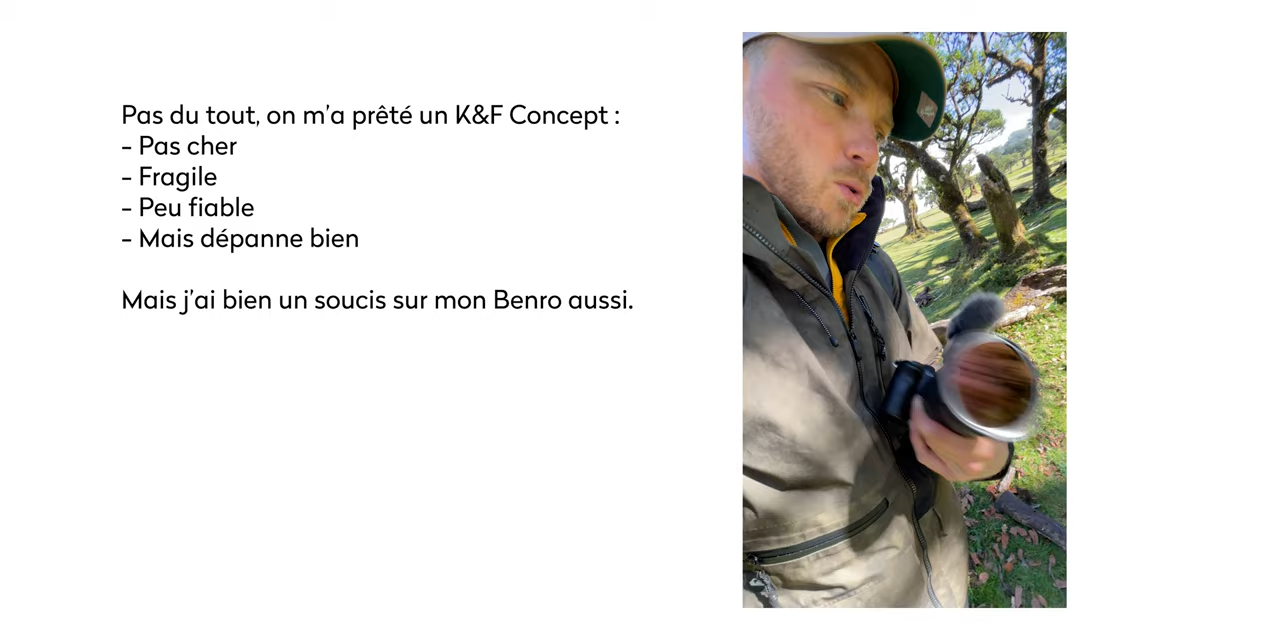 Pas du tout, on m'a prêté un K&F Concept :
- Pas cher
- Fragile
- Peu fiable
- Mais dépanne bien
Mais j'ai bien un soucis sur mon Benro aussi.